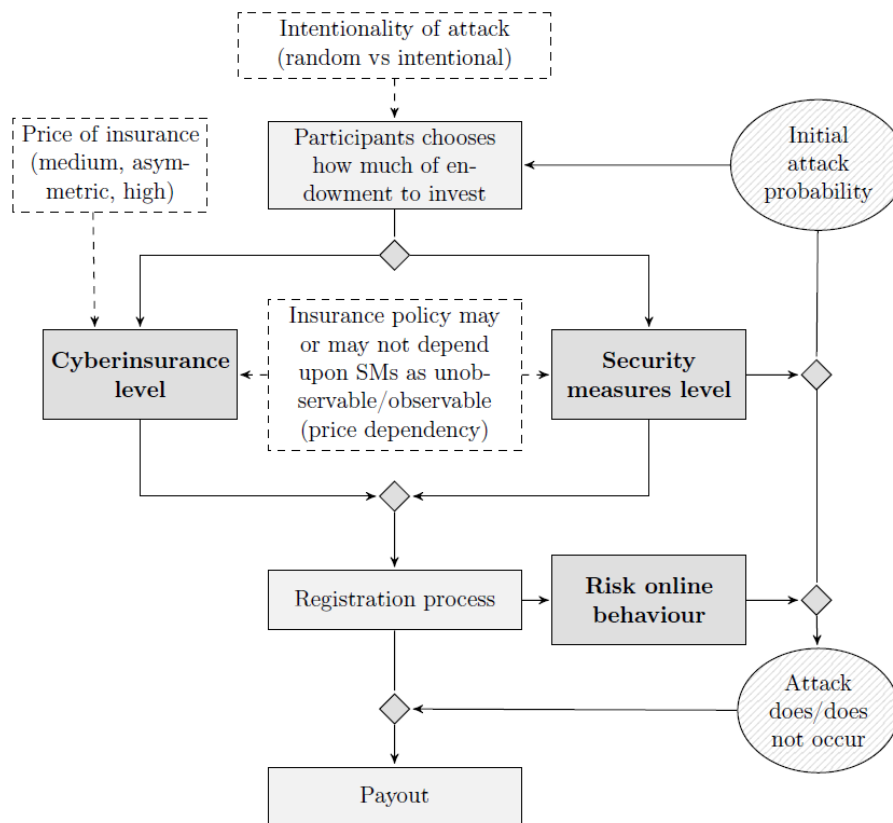 Intentionality of attack
(random vs intentional)
Price of insurance
(medium, asym-
metric, high)
Participants chooses
how much of en-
dowment to invest
Initial
attack
probability
Cyberinsurance
level
Insurance policy may
or may not depend
upon SMs as unob-
servable/observable
(price dependency)
Security
measures level
Registration process
Risk online
behaviour
Attack
does/does
not occur
Payout